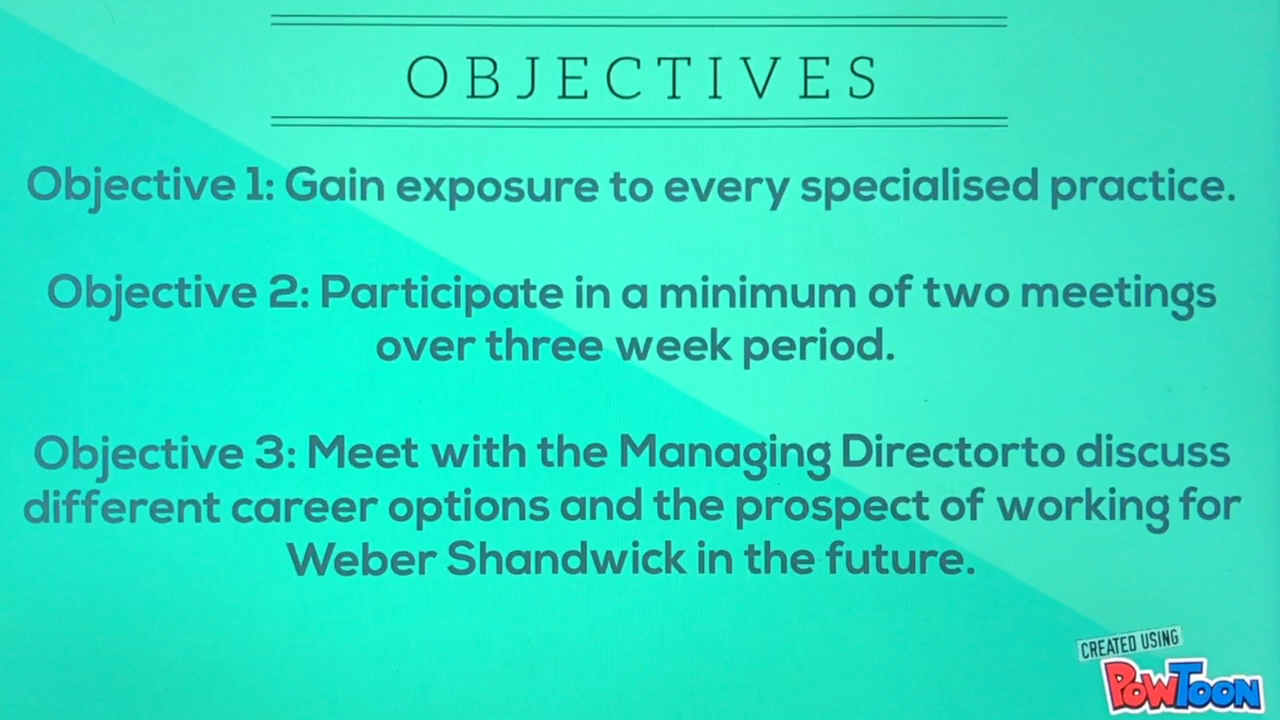 OBJECTIVES
Objective 1: Gain exposure to every specialised practice.
Objective 2: Participate in a minimum of two meetings
over three week period.
Objective 3: Meet with the Managing Directorto discuss
different career options and the prospect of working for
Weber Shandwick in the future.
CREATED USING
POWTOON